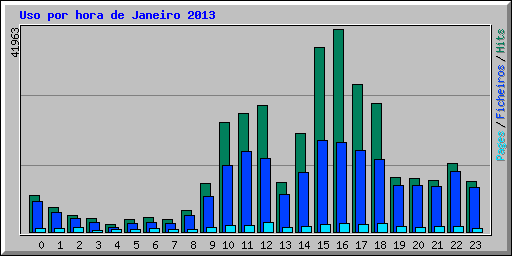 Uso por hora de Janeiro 2013
41963
Pages / Ficheiros / Hits
0 1 2 3 4 5 6 7 8 9 10 11 12 13 14 15 16 17 18 19 20 21 22 23